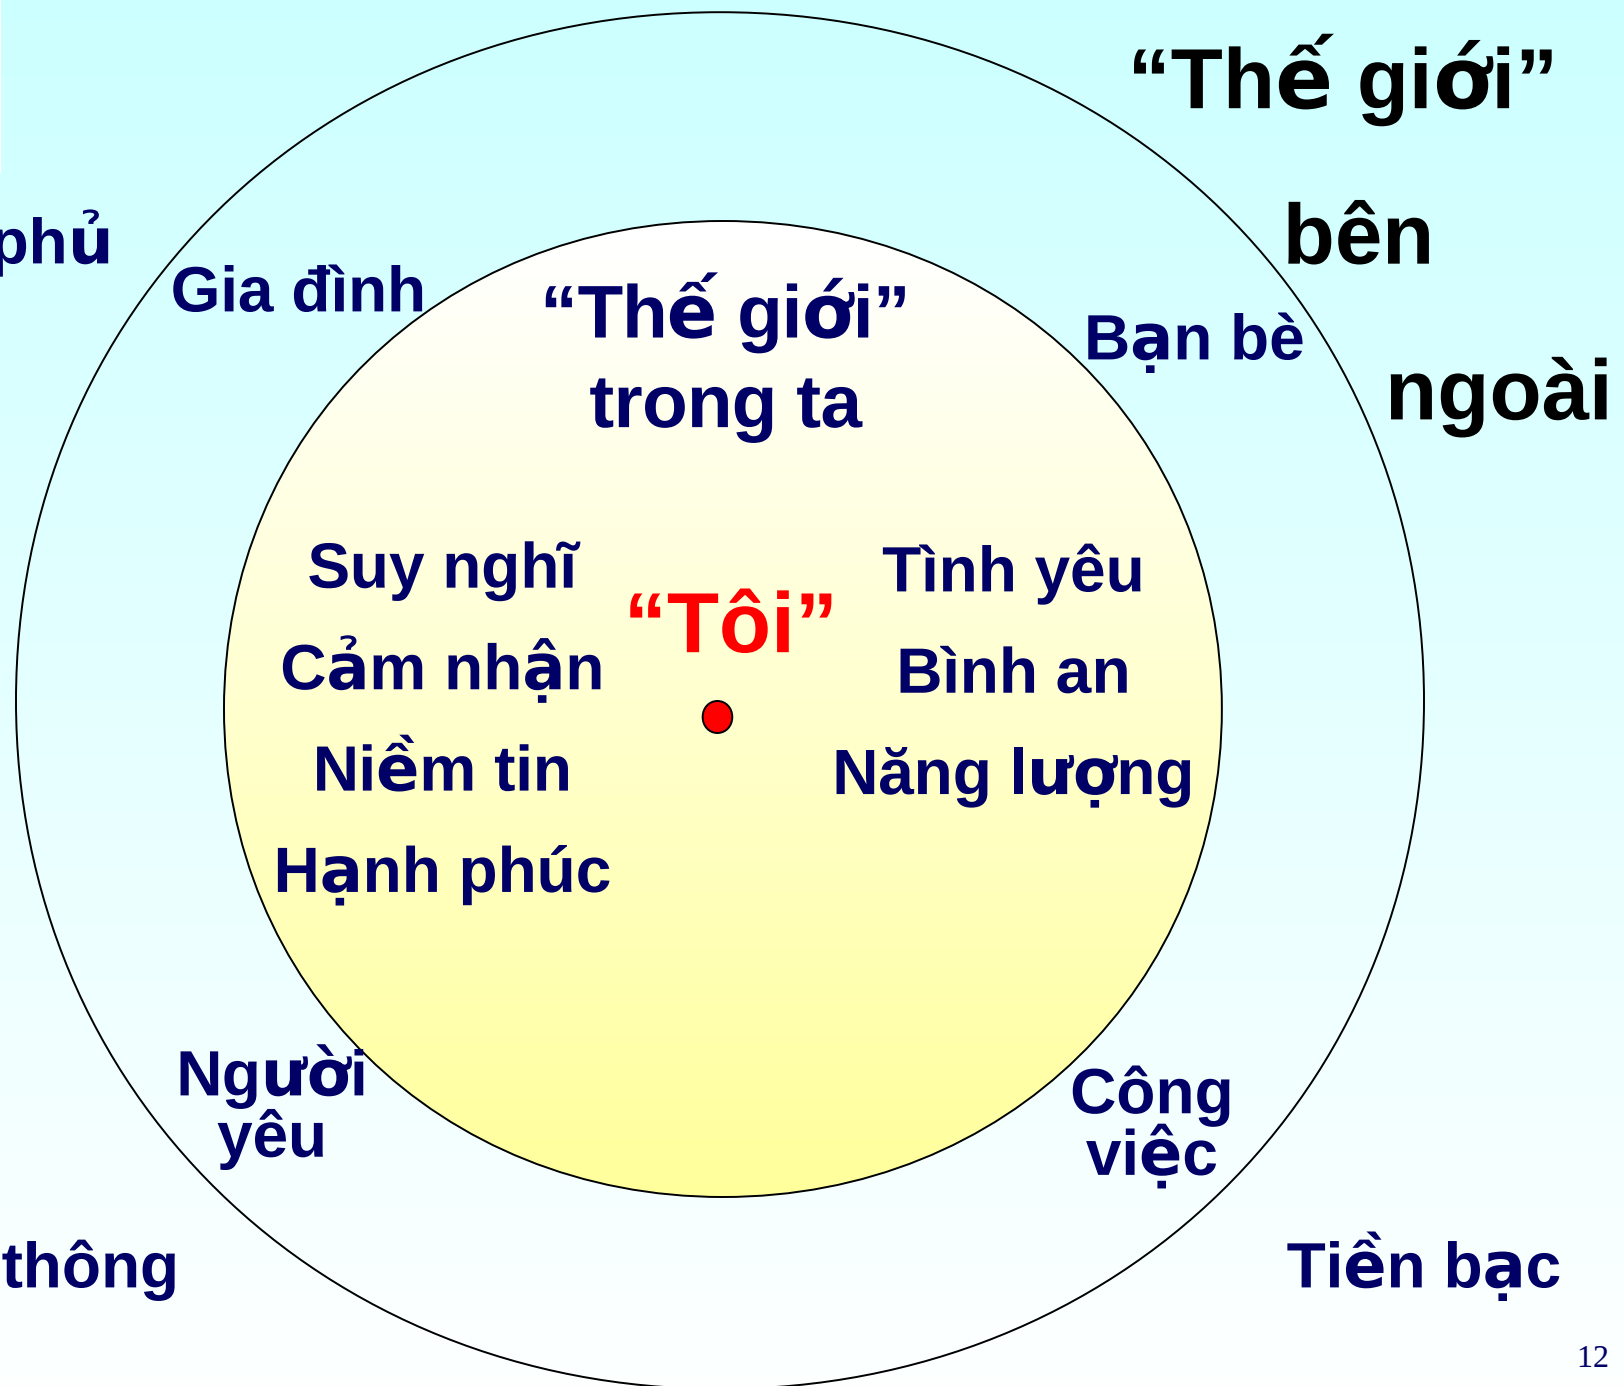 “Thế giới”
bên
ngoài
phủ
Gia đình
Bạn bè
“Thế giới”
trong ta
Suy nghĩ
Cảm nhận
Niềm tin
Hạnh phúc
“Tôi”
Tình yêu
Bình an
Năng lượng
Người
yêu
Công
việc
thông
Tiền bạc
12